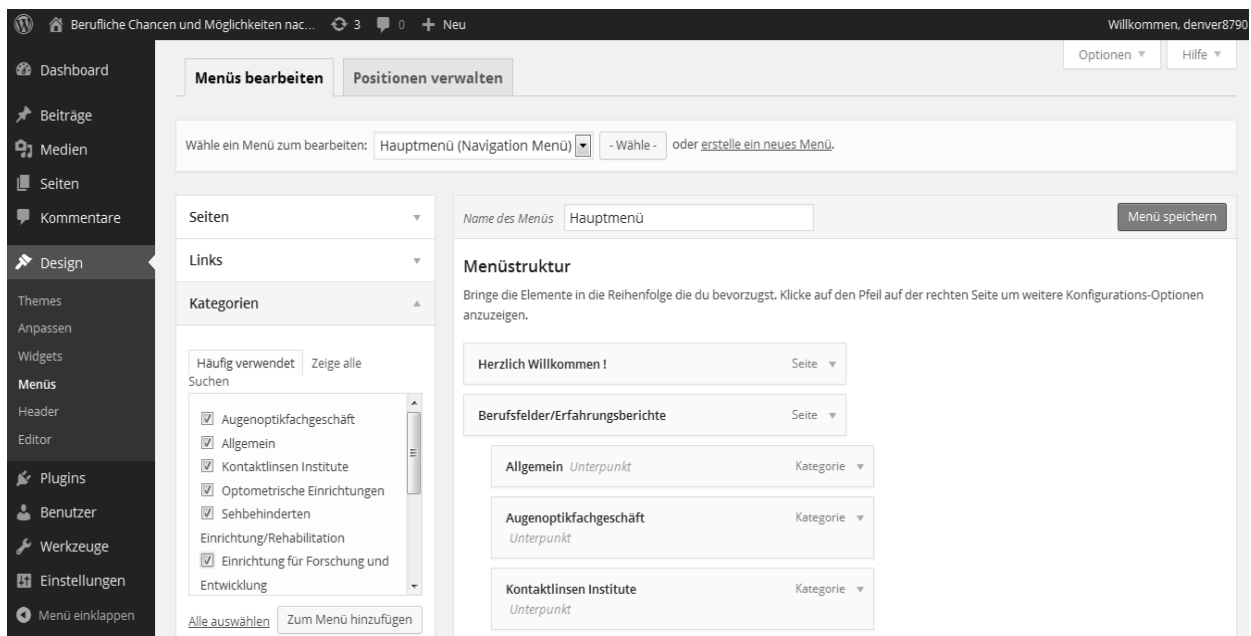 Berufliche Chancen und Möglichkeiten nac... 3 0 Neu
Willkommen, denver8790
Dashboard
Beiträge
Medien
Seiten
Kommentare
Design
Themes
Anpassen
Widgets
Menüs
Header
Editor
Plugins
Benutzer
Werkzeuge
Einstellungen
Menü einklappen
Optionen
Hilfe
Menüs bearbeiten
Positionen verwalten
Wähle ein Menü zum bearbeiten: Hauptmenü (Navigation Menü) - Wähle - oder erstelle ein neues Menü.
Seiten
Links
Kategorien
Häufig verwendet Zeige alle
Suchen
Augenoptikfachgeschäft
Allgemein
Kontaktlinsen Institute
Optometrische Einrichtungen
Sehbehinderten
Einrichtung/Rehabilitation
Einrichtung für Forschung und
Entwicklung
Alle auswählen Zum Menü hinzufügen
Name des Menüs Hauptmenü
Menü speichern
Menüstruktur
Bringe die Elemente in die Reihenfolge die du bevorzugst. Klicke auf den Pfeil auf der rechten Seite um weitere Konfigurations-Optionen
anzuzeigen.
Herzlich Willkommen ! Seite
Berufsfelder/Erfahrungsberichte Seite
Allgemein Unterpunkt Kategorie
Augenoptikfachgeschäft Kategorie
Unterpunkt
Kontaktlinsen Institute Kategorie
Unterpunkt